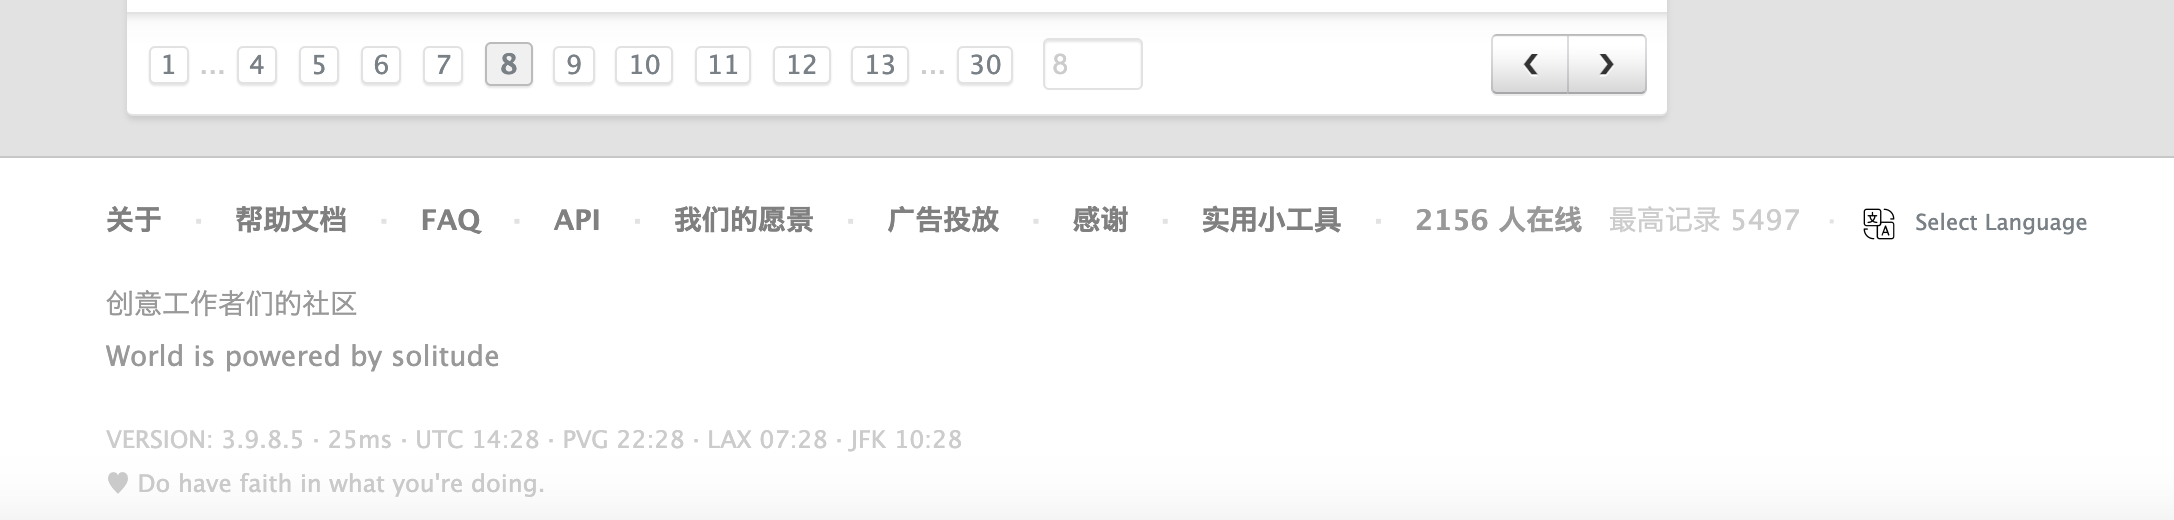 1 ... 4 5 6 7 8 9 10 11 12 13 ... 30 8 ❮ ❯
关于 · 帮助文档 · FAQ · API · 我们的愿景 · 广告投放 · 感谢 · 实用小工具 · 2156 人在线 最高记录 5497 · 文A Select Language
创意工作者们的社区
World is powered by solitude
VERSION: 3.9.8.5 · 25ms · UTC 14:28 · PVG 22:28 · LAX 07:28 · JFK 10:28
♥ Do have faith in what you're doing.